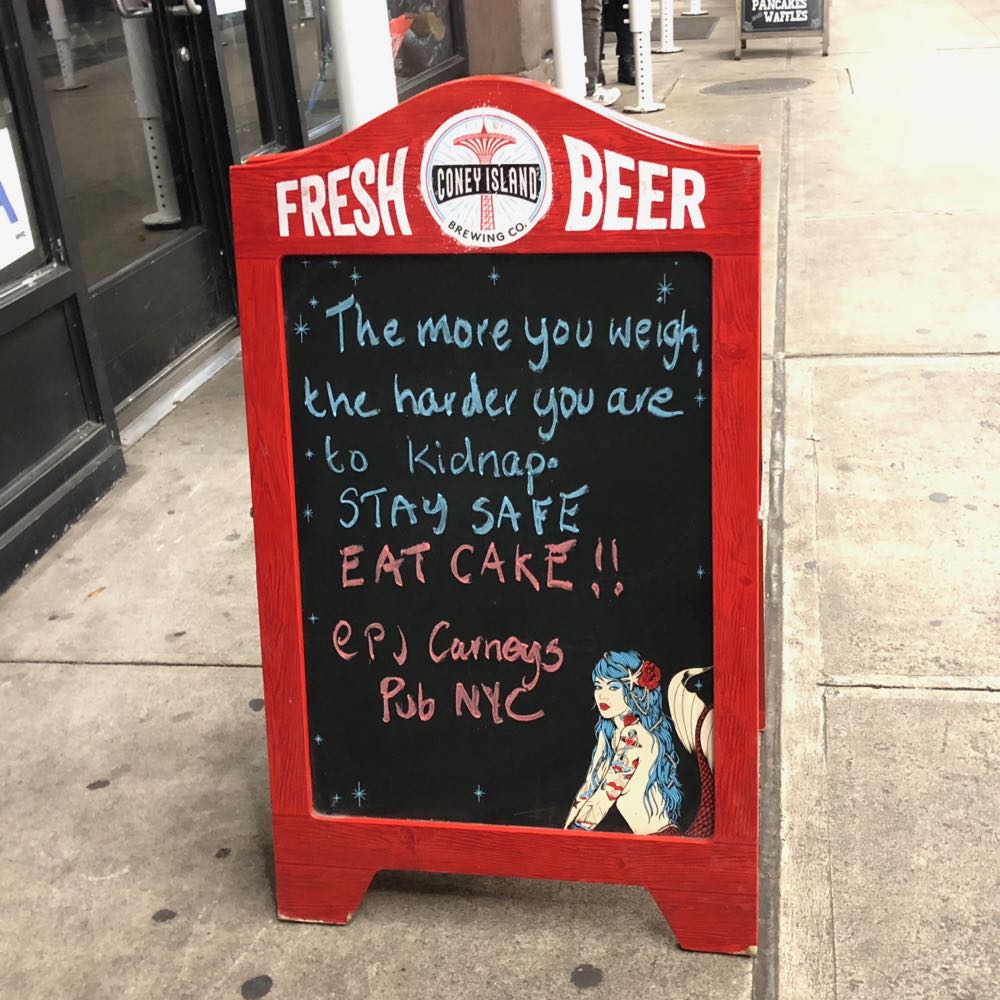 PANCAKES
WAFFLES
FRESH BEER
CONEY ISLAND
BREWING CO.
The more you weigh,
the harder you are
to kidnap.
STAY SAFE
EAT CAKE!!
@PJ Carneys
Pub NYC
A